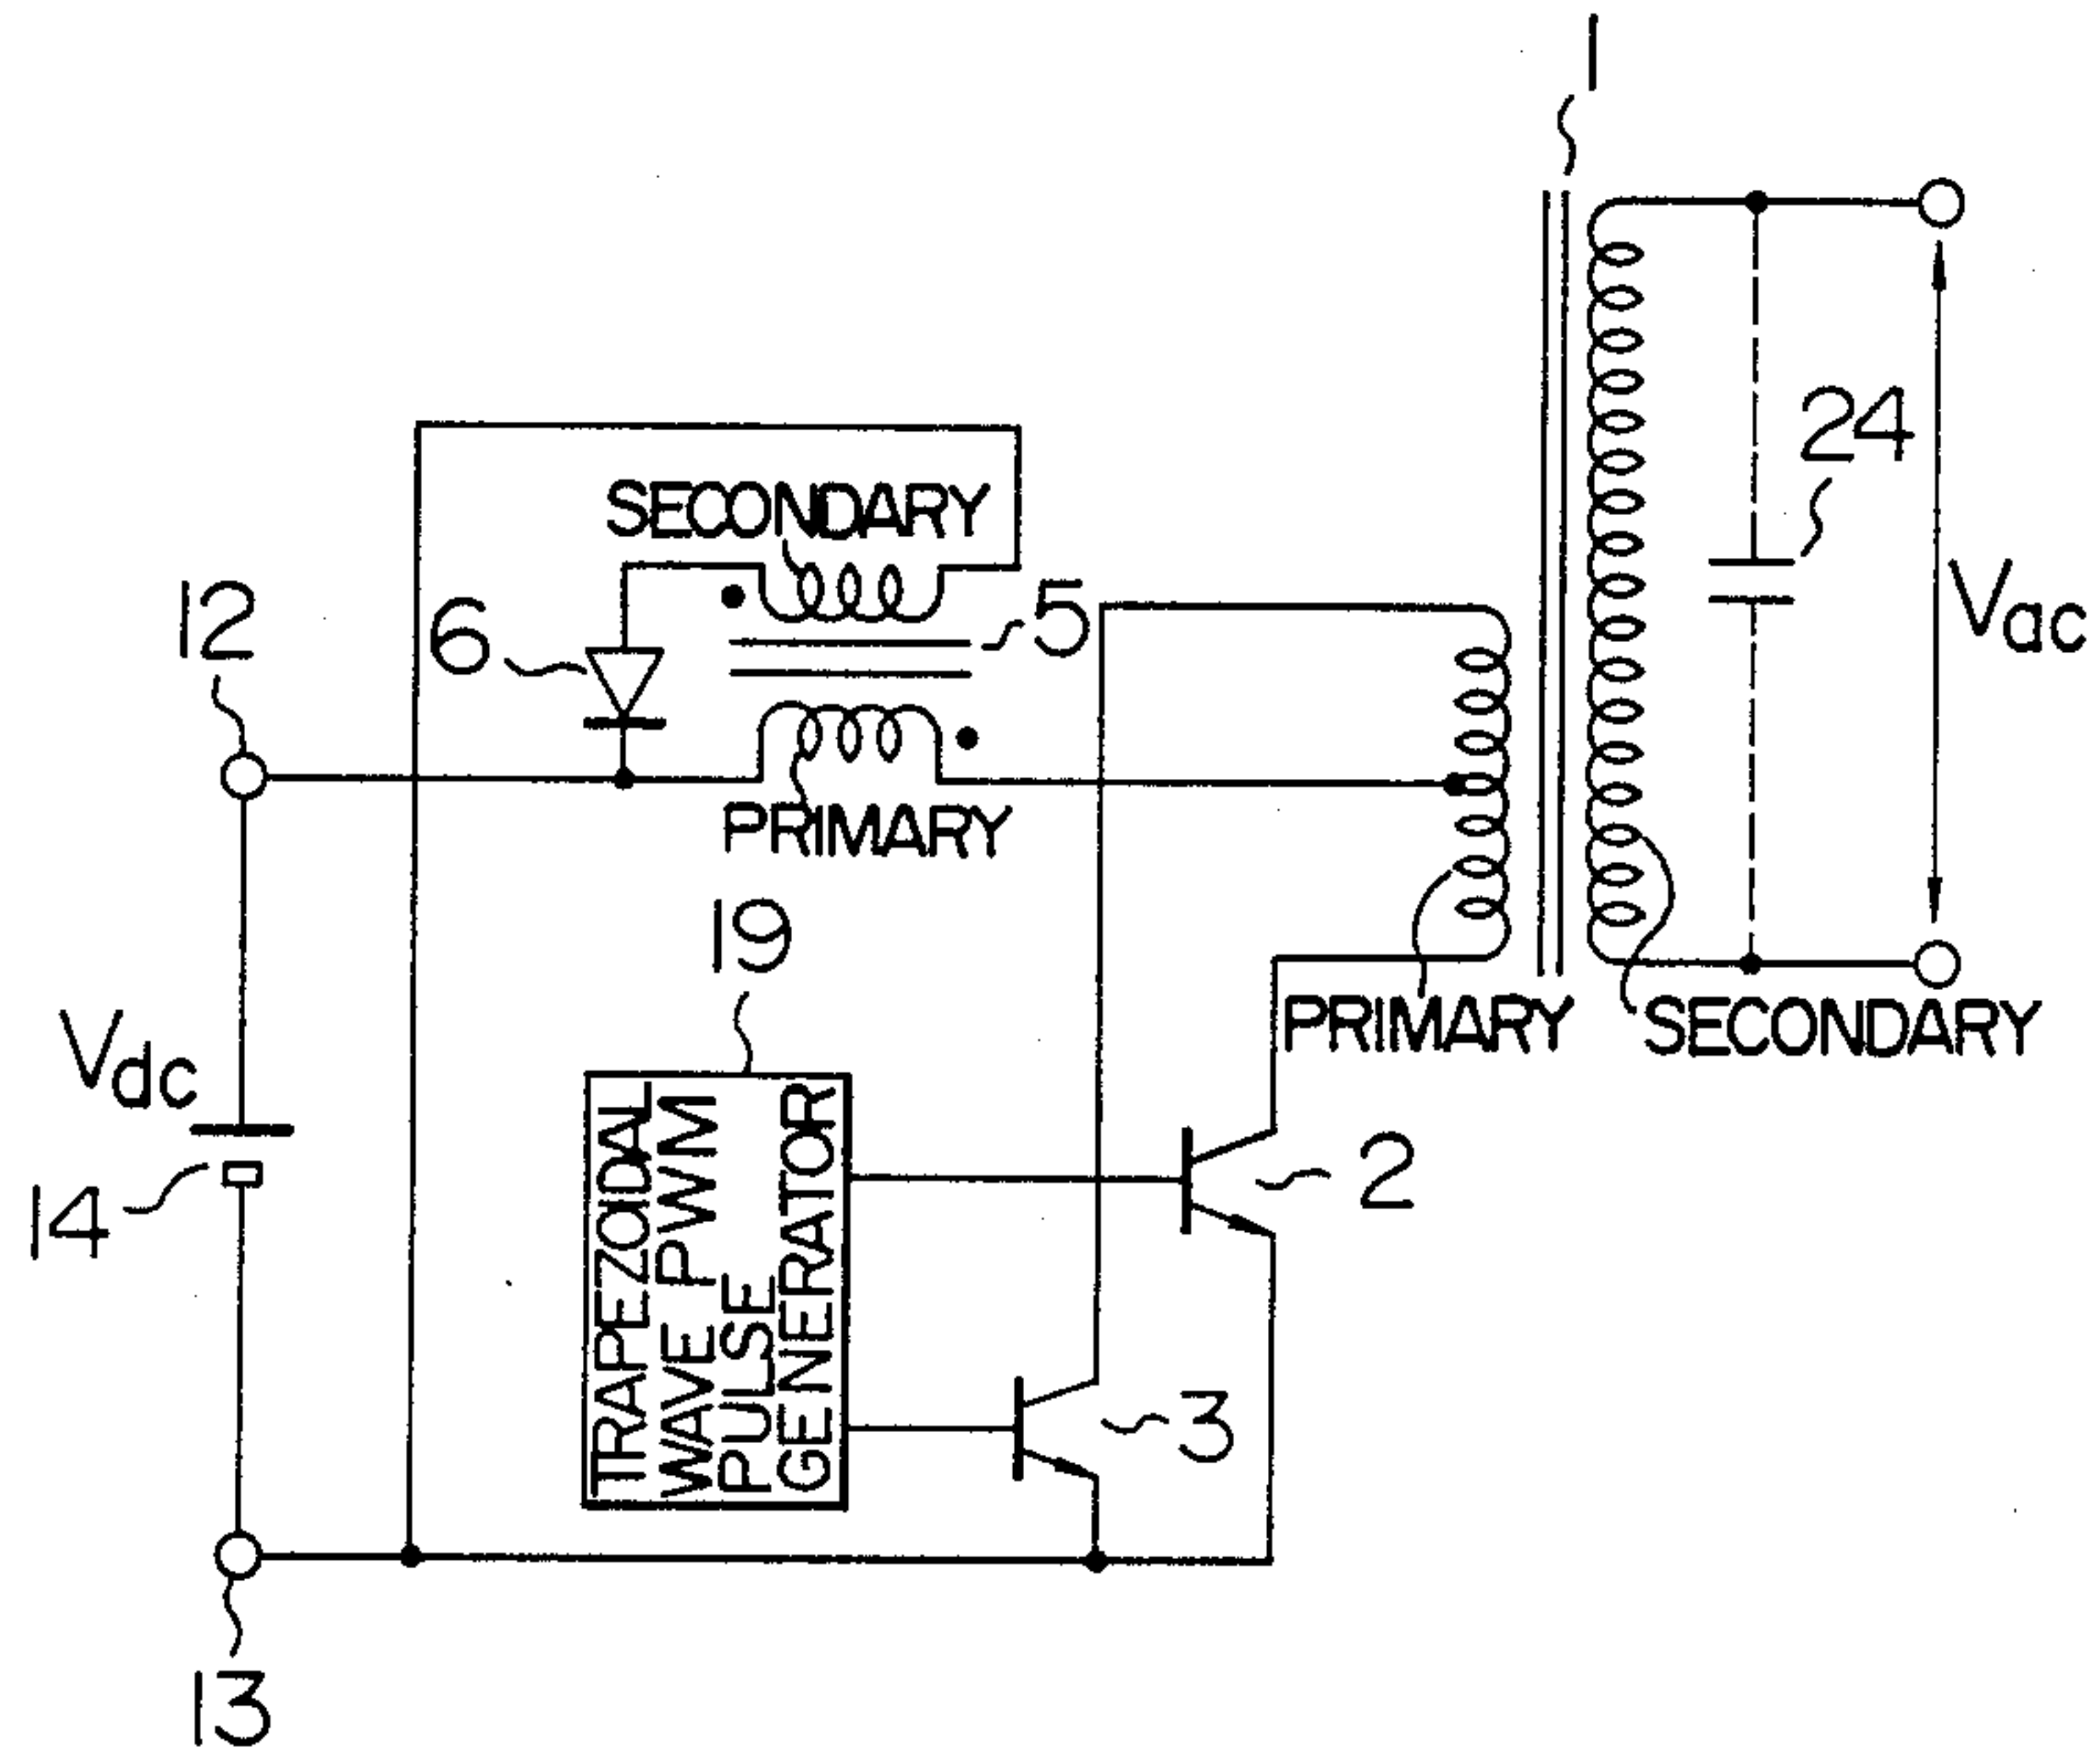 1
24
SECONDARY
12
6
5
Vac
PRIMARY
19
Vdc
PRIMARY
SECONDARY
14
TRAPEZOIDAL
WAVE PWM
PULSE
GENERATOR
2
3
13